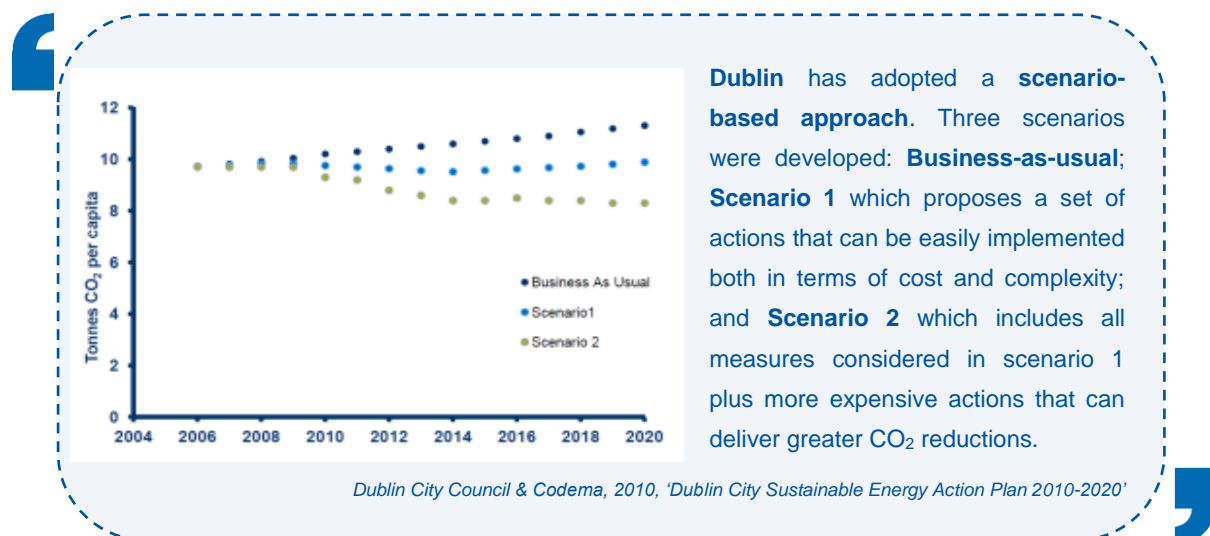 12
10
8
6
4
2
0
Tonnes CO₂ per capita
2004 2006 2008 2010 2012 2014 2016 2018 2020
Business As Usual
Scenario1
Scenario 2
Dublin has adopted a scenario-
based approach. Three scenarios
were developed: Business-as-usual;
Scenario 1 which proposes a set of
actions that can be easily implemented
both in terms of cost and complexity;
and Scenario 2 which includes all
measures considered in scenario 1
plus more expensive actions that can
deliver greater CO₂ reductions.
Dublin City Council & Codema, 2010, ‘Dublin City Sustainable Energy Action Plan 2010-2020’